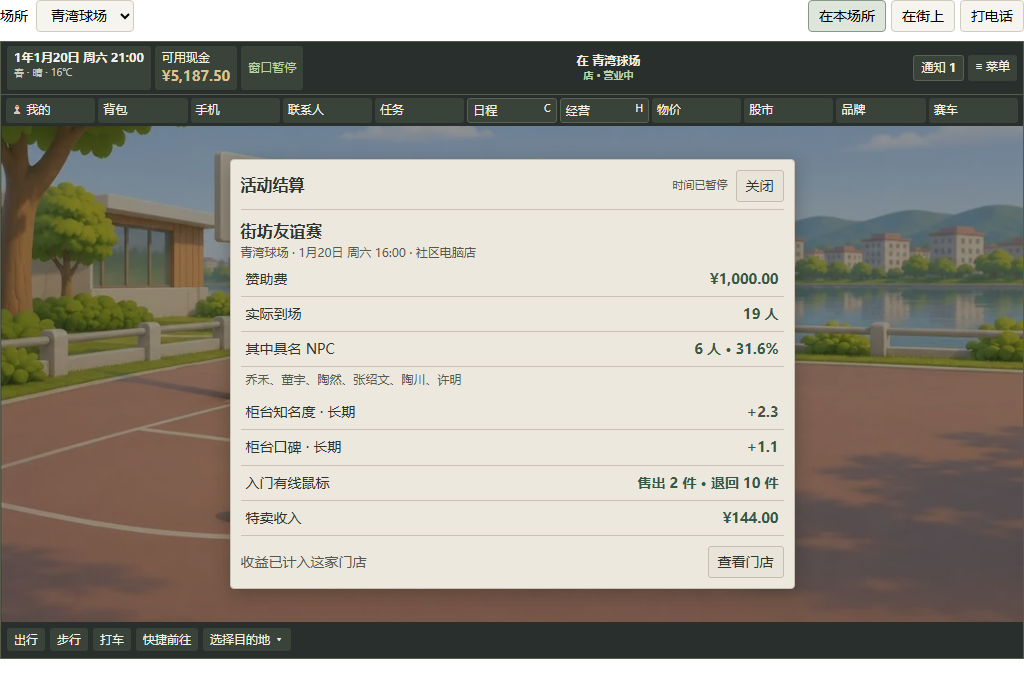 场所 青湾球场 在本场所 在街上 打电话
1年1月20日 周六 21:00
春 · 晴 · 16℃
可用现金
¥5,187.50
窗口暂停
在 青湾球场
店 • 营业中
通知 1
≡ 菜单
我的 背包 手机 联系人 任务 日程 C 经营 H 物价 股市 品牌 赛车
活动结算 时间已暂停 关闭
街坊友谊赛
青湾球场 · 1月20日 周六 16:00 · 社区电脑店
赞助费 ¥1,000.00
实际到场 19 人
其中具名 NPC 6 人 • 31.6%
乔禾、董宇、陶然、张绍文、陶川、许明
柜台知名度 · 长期 +2.3
柜台口碑 · 长期 +1.1
入门有线鼠标 售出 2 件 • 退回 10 件
特卖收入 ¥144.00
收益已计入这家门店 查看门店
出行 步行 打车 快捷前往 选择目的地